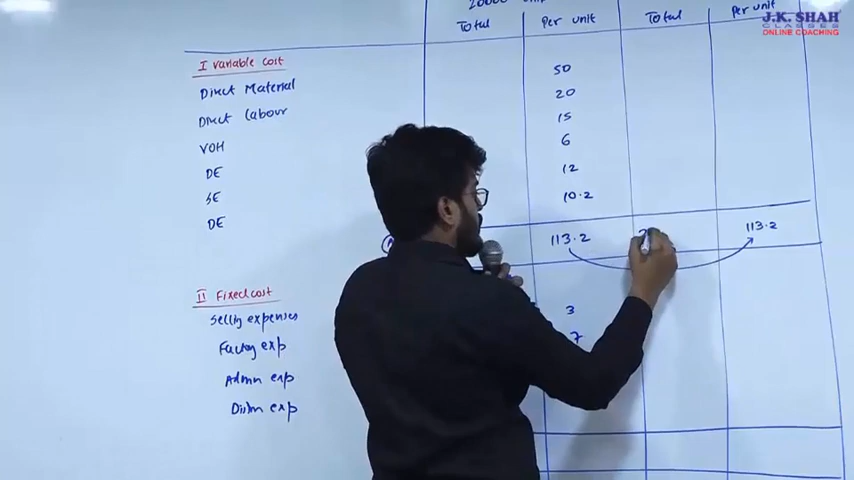 20000
Total Per unit Total Per unit
J.K. SHAH
CLASSES
ONLINE COACHING
I Variable cost
Direct Material 50
Direct Labour 20
VOH 15
DE 6
SE 12
DE 10.2
113.2 113.2
II Fixed cost
Selling expenses 3
Factory exp 7
Admn exp
Distn exp